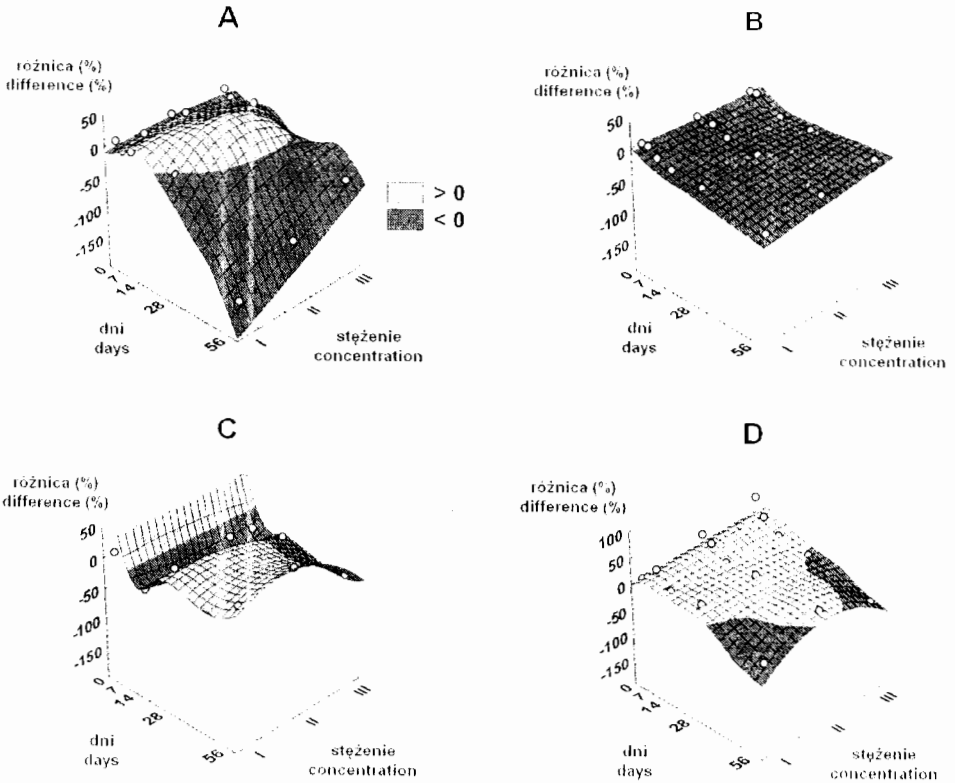 A
różnica (%)
difference (%)
50
0
-50
-100
-150
0
7
14
28
56
dni
days
I
II
III
stężenie
concentration
> 0
< 0
B
różnica (%)
difference (%)
50
0
-50
-100
-150
0
7
14
28
56
dni
days
I
II
III
stężenie
concentration
C
różnica (%)
difference (%)
50
0
-50
-100
-150
0
7
14
28
56
dni
days
I
II
III
stężenie
concentration
D
różnica (%)
difference (%)
100
50
0
-50
-100
-150
0
7
14
28
56
dni
days
I
II
III
stężenie
concentration